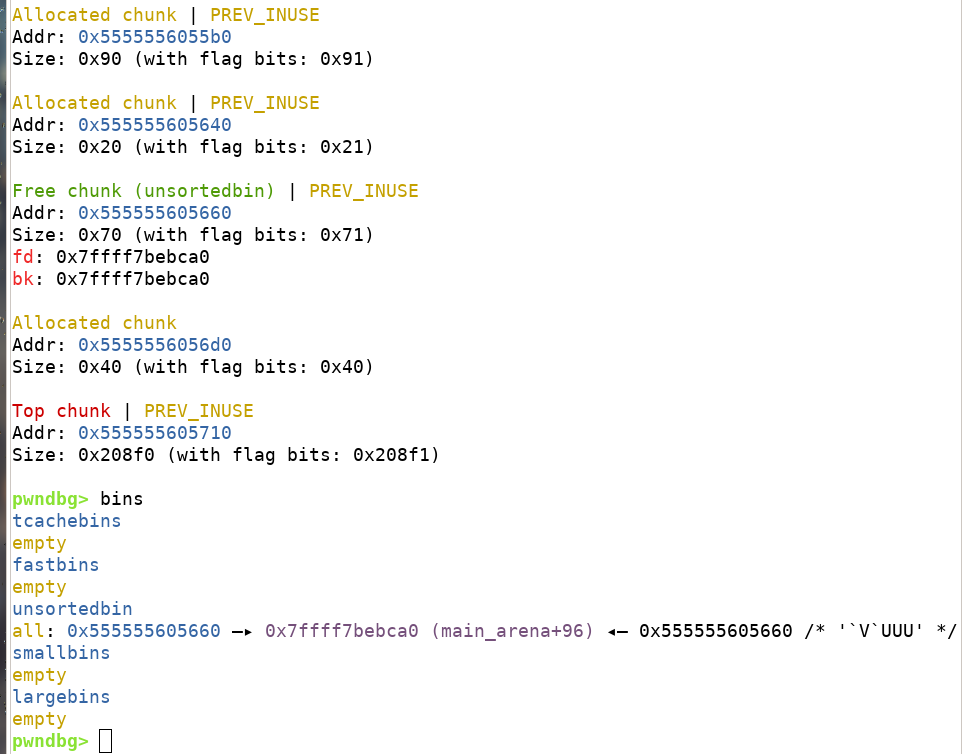 Allocated chunk | PREV_INUSE
Addr: 0x5555556055b0
Size: 0x90 (with flag bits: 0x91)
Allocated chunk | PREV_INUSE
Addr: 0x555555605640
Size: 0x20 (with flag bits: 0x21)
Free chunk (unsortedbin) | PREV_INUSE
Addr: 0x555555605660
Size: 0x70 (with flag bits: 0x71)
fd: 0x7ffff7bebca0
bk: 0x7ffff7bebca0
Allocated chunk
Addr: 0x5555556056d0
Size: 0x40 (with flag bits: 0x40)
Top chunk | PREV_INUSE
Addr: 0x555555605710
Size: 0x208f0 (with flag bits: 0x208f1)
pwndbg> bins
tcachebins
empty
fastbins
empty
unsortedbin
all: 0x555555605660 —▸ 0x7ffff7bebca0 (main_arena+96) ◂— 0x555555605660 /* '`V`UUU' */
smallbins
empty
largebins
empty
pwndbg>